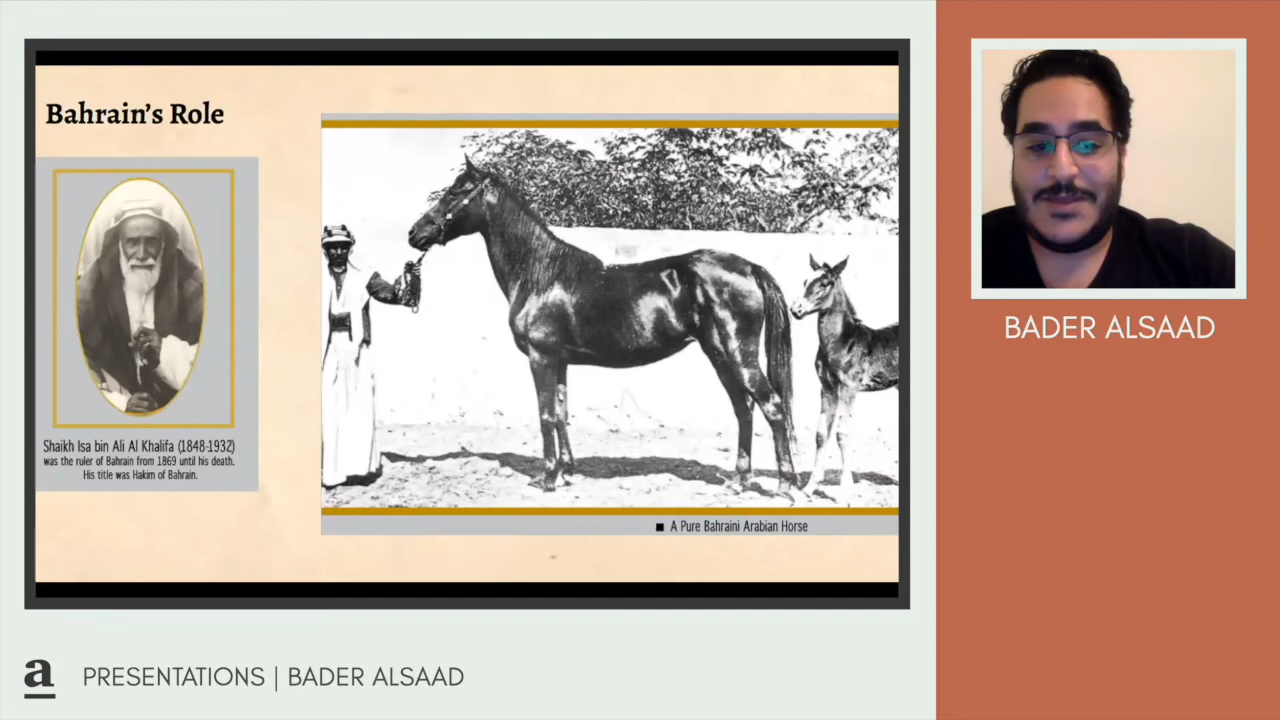 Bahrain's Role
Shaikh Isa bin Ali Al Khalifa (1848-1932)
was the ruler of Bahrain from 1869 until his death.
His title was Hakim of Bahrain.
■ A Pure Bahraini Arabian Horse
BADER ALSAAD
a PRESENTATIONS | BADER ALSAAD